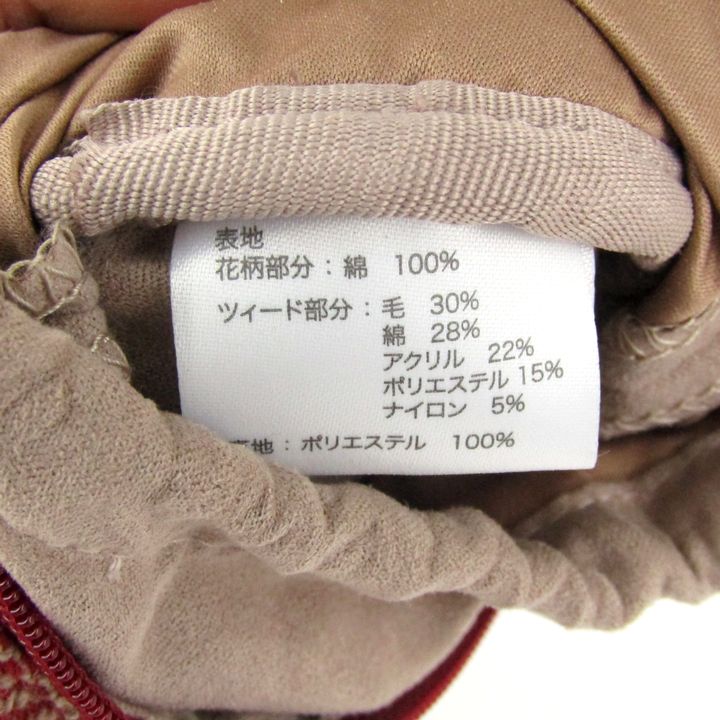 表地
花柄部分：綿 100%
ツィード部分：毛 30%
綿 28%
アクリル 22%
ポリエステル 15%
ナイロン 5%
地：ポリエステル 100%